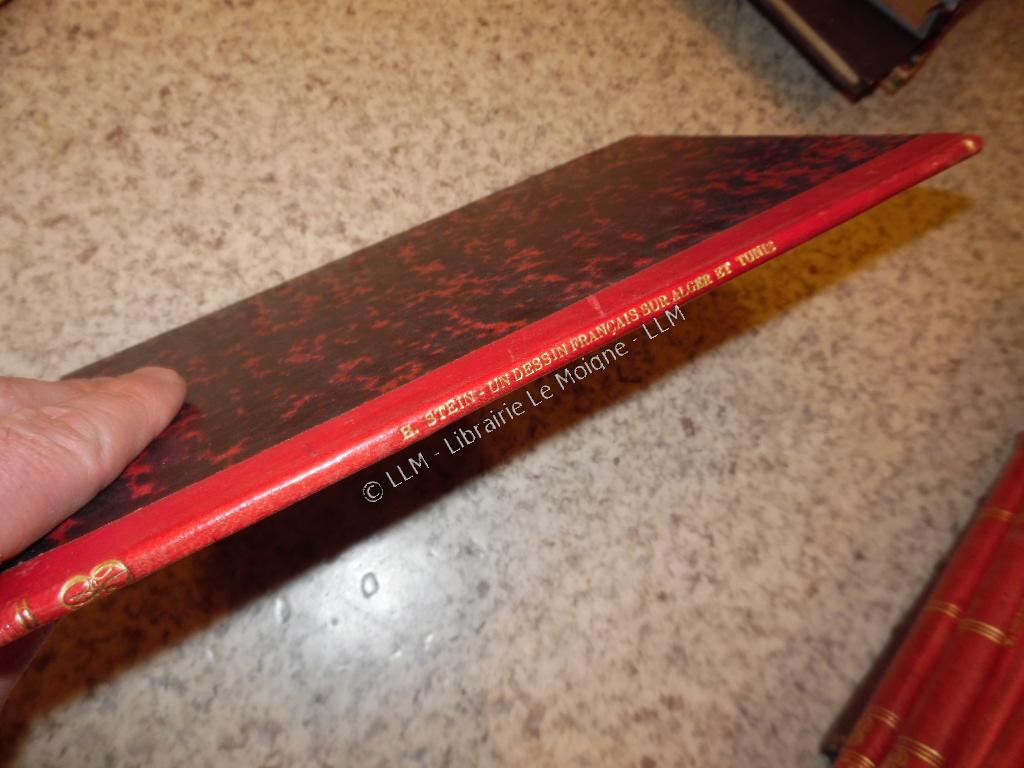 H. STEIN - UN DESSIN FRANÇAIS SUR ALGER ET TUNIS
© LLM - Librairie Le Moigne - LLM